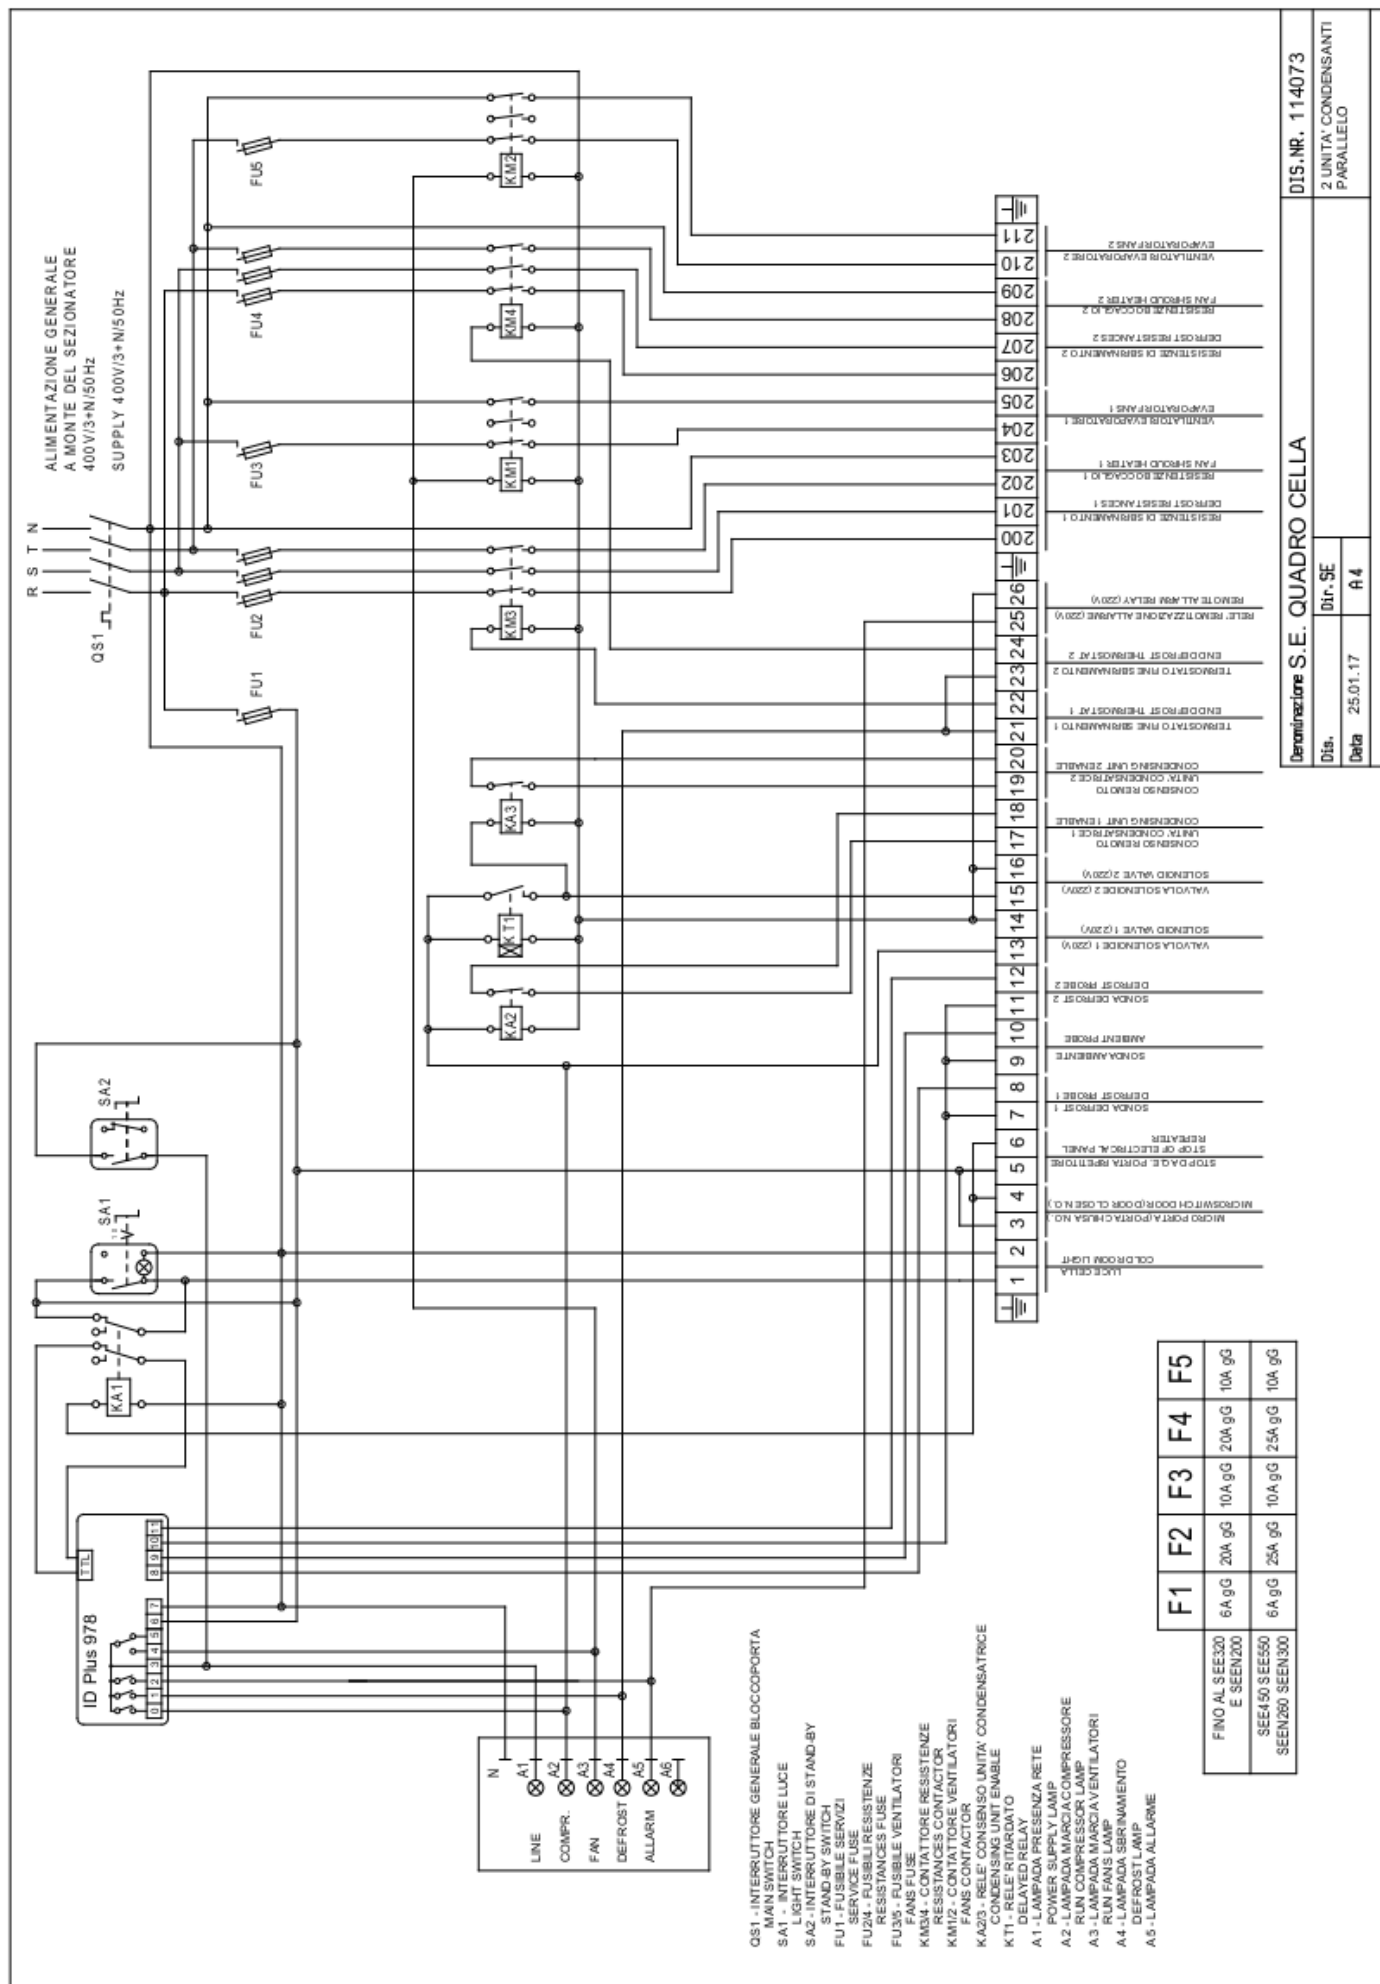 ALIMENTAZIONE GENERALE
A MONTE DEL SEZIONATORE
400V/3+N/50Hz
SUPPLY 400V/3+N/50Hz
R S T N
QS1
FU1
FU2
FU3
FU4
FU5
KM3
KM1
KM4
KM2
KA2
KT1
KA3
SA1
SA2
KA1
ID Plus 978
TTL
0 1 2 3 4 5 6 7
8 9 10 11
N
A1
A2
A3
A4
A5
A6
LINE
COMPR.
FAN
DEFROST
ALLARM
1 2 3 4 5 6 7 8 9 10 11 12 13 14 15 16 17 18 19 20 21 22 23 24 25 26
200 201 202 203 204 205 206 207 208 209 210 211
LUCE CELLA
COLD ROOM LIGHT
MICRO PORTA (PORTA CHIUSA N.O.)
MICROSWITCH DOOR (DOOR CLOSE N.O.)
STOP DA Q.E. PORTA RIPETITORE
STOP OF ELECTRICAL PANEL
REPEATER
SONDA DEFROST 1
DEFROST PROBE 1
SONDA AMBIENTE
AMBIENT PROBE
SONDA DEFROST 2
DEFROST PROBE 2
VALVOLA SOLENOIDE 1 (220V)
SOLENOID VALVE 1 (220V)
VALVOLA SOLENOIDE 2 (220V)
SOLENOID VALVE 2 (220V)
CONSENSO REMOTO
UNITA' CONDENSATRICE 1
CONDENSING UNIT 1 ENABLE
CONSENSO REMOTO
UNITA' CONDENSATRICE 2
CONDENSING UNIT 2 ENABLE
TERMOSTATO FINE SBRINAMENTO 1
END DEFROST THERMOSTAT 1
TERMOSTATO FINE SBRINAMENTO 2
END DEFROST THERMOSTAT 2
RELE' REMOTIZZAZIONE ALLARME (220V)
REMOTE ALLARM RELAY (220V)
RESISTENZE DI SBRINAMENTO 1
DEFROST RESISTANCES 1
RESISTENZE BOCCAGLIO 1
FAN SHROUD HEATER 1
VENTILATORI EVAPORATORE 1
EVAPORATOR FANS 1
RESISTENZE DI SBRINAMENTO 2
DEFROST RESISTANCES 2
RESISTENZE BOCCAGLIO 2
FAN SHROUD HEATER 2
VENTILATORI EVAPORATORE 2
EVAPORATOR FANS 2
QS1 - INTERRUTTORE GENERALE BLOCCOPORTA
MAIN SWITCH
SA1 - INTERRUTTORE LUCE
LIGHT SWITCH
SA2 - INTERRUTTORE DI STAND-BY
STAND-BY SWITCH
FU1 - FUSIBILE SERVIZI
SERVICE FUSE
FU2/4 - FUSIBILI RESISTENZE
RESISTANCES FUSE
FU3/5 - FUSIBILE VENTILATORI
FANS FUSE
KM3/4 - CONTATTORE RESISTENZE
RESISTANCES CONTACTOR
KM1/2 - CONTATTORE VENTILATORI
FANS CONTACTOR
KA2/3 - RELE' CONSENSO UNITA' CONDENSATRICE
CONDENSING UNIT ENABLE
KT1 - RELE' RITARDATO
DELAYED RELAY
A1 - LAMPADA PRESENZA RETE
POWER SUPPLY LAMP
A2 - LAMPADA MARCIA COMPRESSORE
RUN COMPRESSOR LAMP
A3 - LAMPADA MARCIA VENTILATORI
RUN FANS LAMP
A4 - LAMPADA SBRINAMENTO
DEFROST LAMP
A5 - LAMPADA ALLARME
F1 F2 F3 F4 F5
FINO AL SEE320
E SEEN200
6A gG 20A gG 10A gG 20A gG 10A gG
SEE450 SEE550
SEEN260 SEEN300
6A gG 25A gG 10A gG 25A gG 10A gG
Denominazione S.E. QUADRO CELLA
DIS.NR. 114073
Dis.
Dir. SE
2 UNITA' CONDENSANTI
PARALLELO
Data 25.01.17
A4